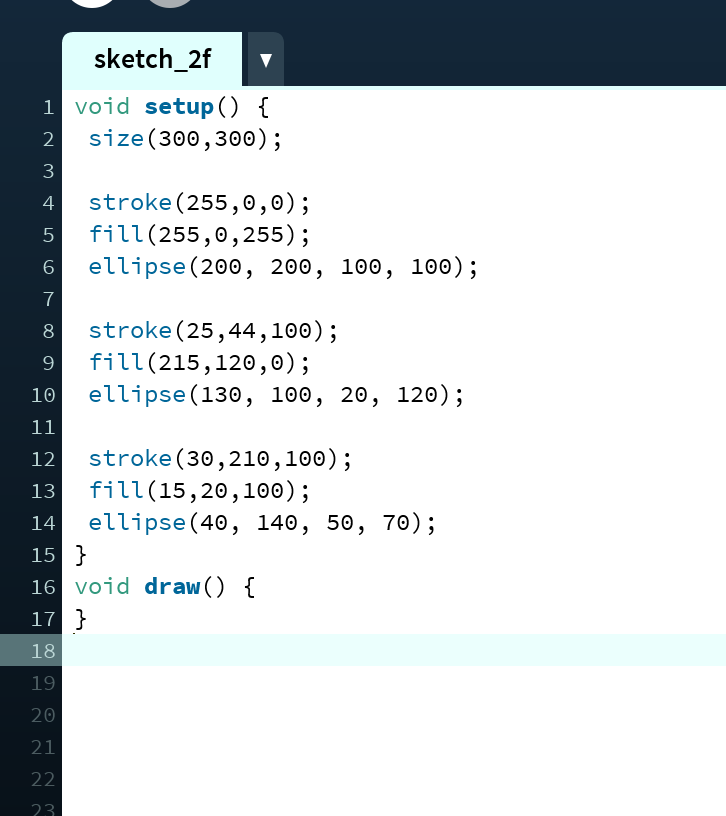 sketch_2f ▼
1 void setup() {
2 size(300,300);
3
4 stroke(255,0,0);
5 fill(255,0,255);
6 ellipse(200, 200, 100, 100);
7
8 stroke(25,44,100);
9 fill(215,120,0);
10 ellipse(130, 100, 20, 120);
11
12 stroke(30,210,100);
13 fill(15,20,100);
14 ellipse(40, 140, 50, 70);
15 }
16 void draw() {
17 }
18
19
20
21
22
23